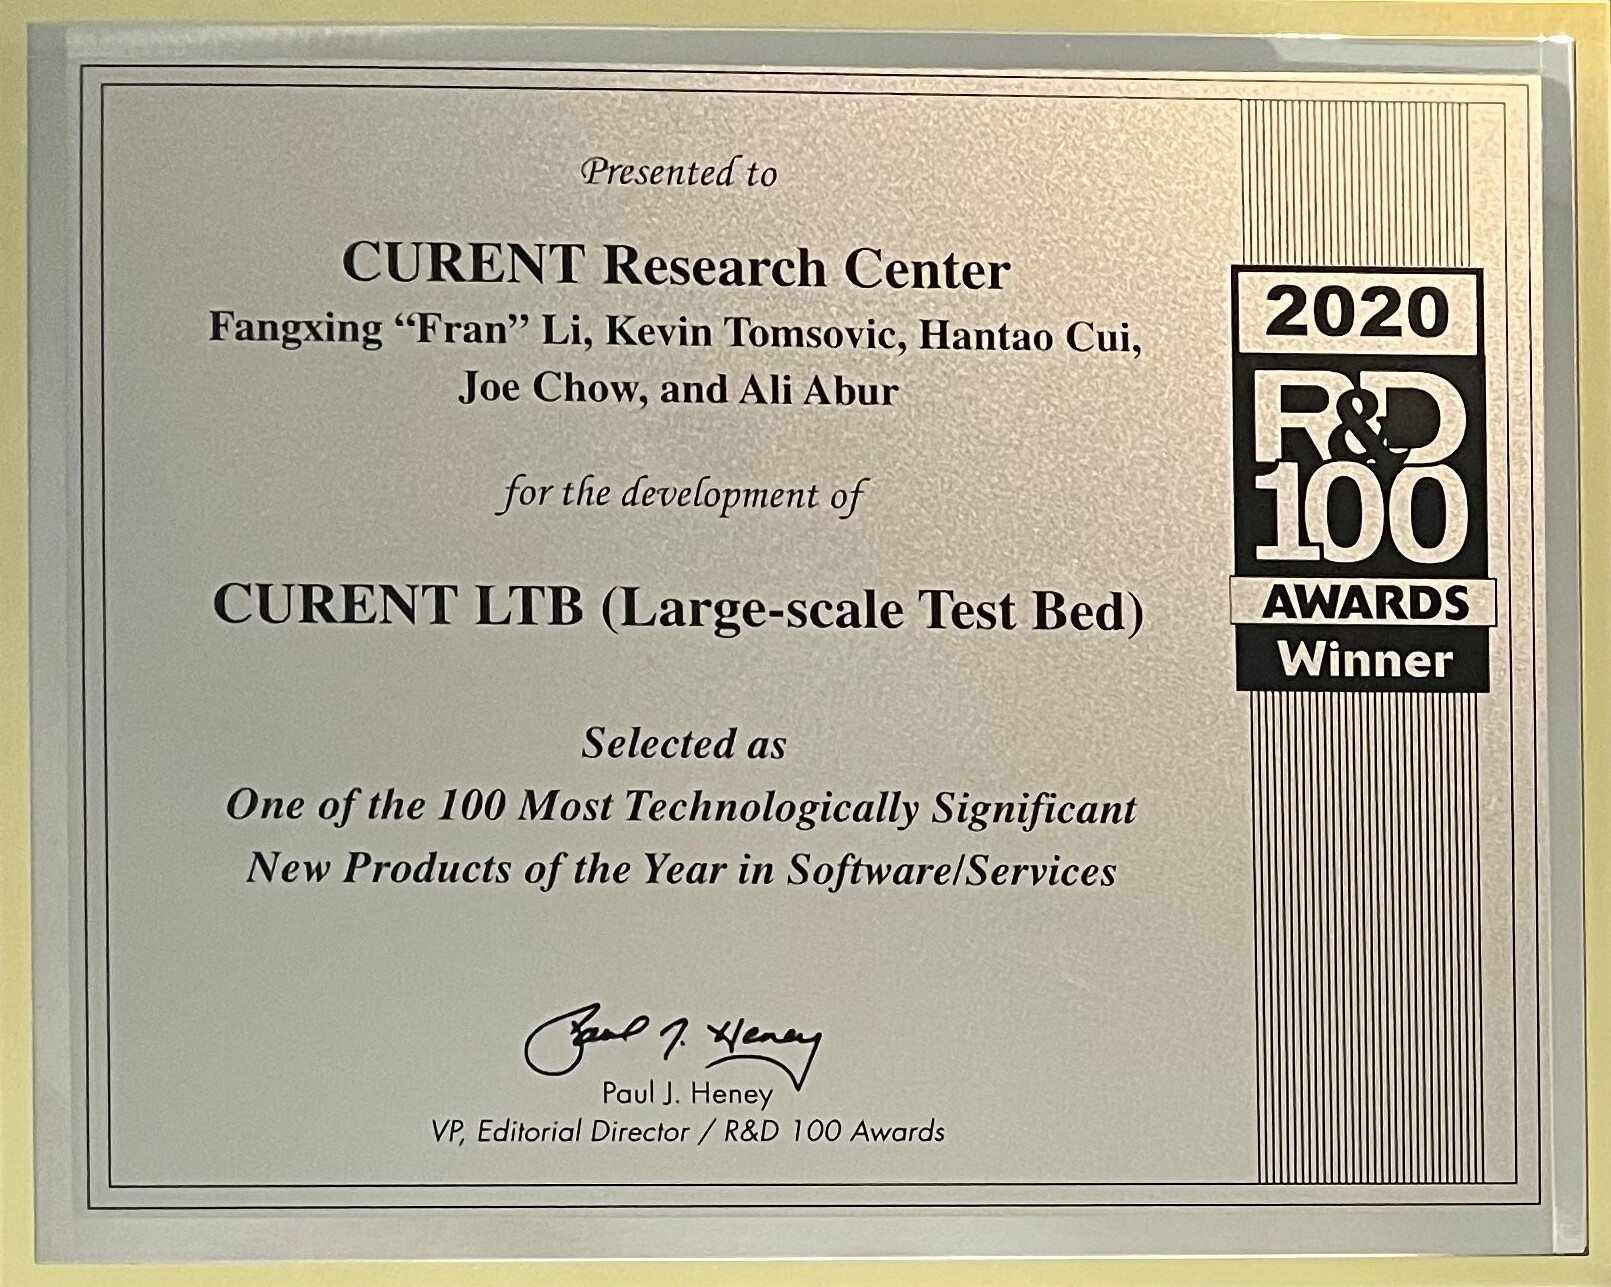 Presented to
CURENT Research Center
Fangxing “Fran” Li, Kevin Tomsovic, Hantao Cui,
Joe Chow, and Ali Abur
for the development of
CURENT LTB (Large-scale Test Bed)
Selected as
One of the 100 Most Technologically Significant
New Products of the Year in Software/Services
Paul J. Heney
Paul J. Heney
VP, Editorial Director / R&D 100 Awards
2020
R&D
100
AWARDS
Winner